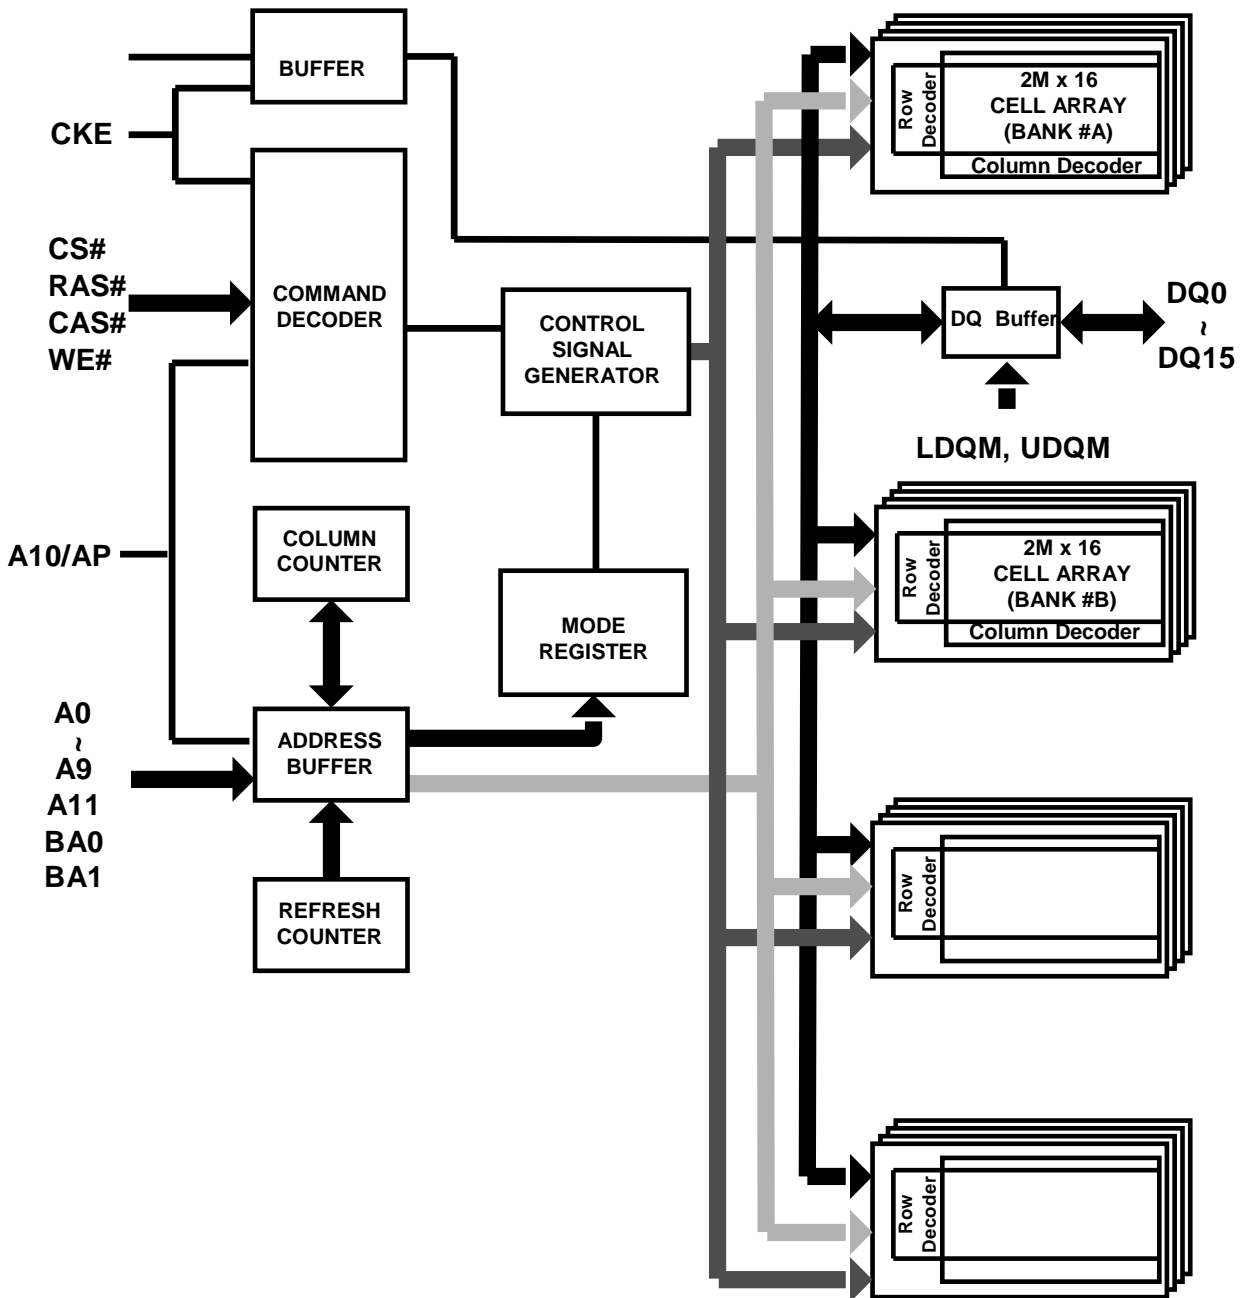 BUFFER
CKE
CS#
RAS#
CAS#
WE#
COMMAND
DECODER
CONTROL
SIGNAL
GENERATOR
A10/AP
COLUMN
COUNTER
MODE
REGISTER
A0
~
A9
A11
BA0
BA1
ADDRESS
BUFFER
REFRESH
COUNTER
Row
Decoder
2M x 16
CELL ARRAY
(BANK #A)
Column Decoder
DQ Buffer
DQ0
~
DQ15
LDQM, UDQM
Row
Decoder
2M x 16
CELL ARRAY
(BANK #B)
Column Decoder
Row
Decoder
Row
Decoder